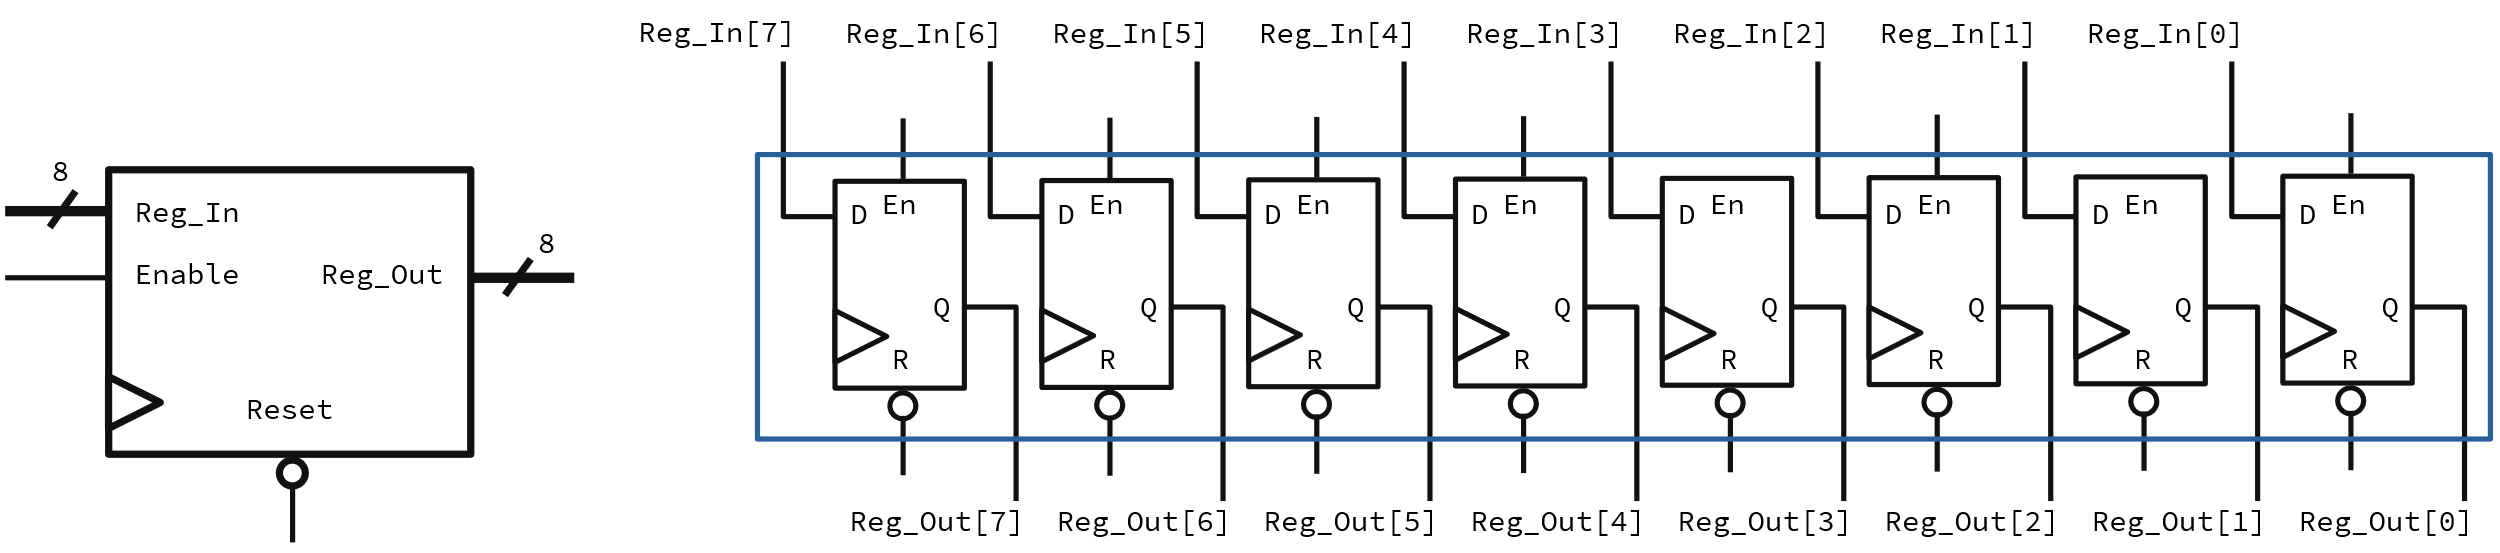 8
Reg_In
Enable
Reg_Out
8
Reset
Reg_In[7] Reg_In[6] Reg_In[5] Reg_In[4] Reg_In[3] Reg_In[2] Reg_In[1] Reg_In[0]
En En En En En En En En
D D D D D D D D
Q Q Q Q Q Q Q Q
R R R R R R R R
Reg_Out[7] Reg_Out[6] Reg_Out[5] Reg_Out[4] Reg_Out[3] Reg_Out[2] Reg_Out[1] Reg_Out[0]